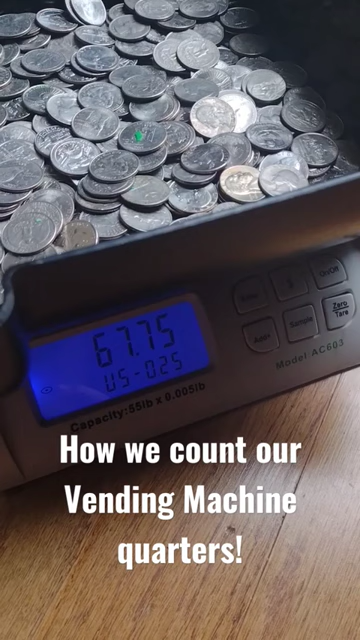 On/Off
$
Zero/
Tare
Sample
Model AC603
67.75
US-0.25
Capacity:55lb x 0.005lb
How we count our
Vending Machine
quarters!